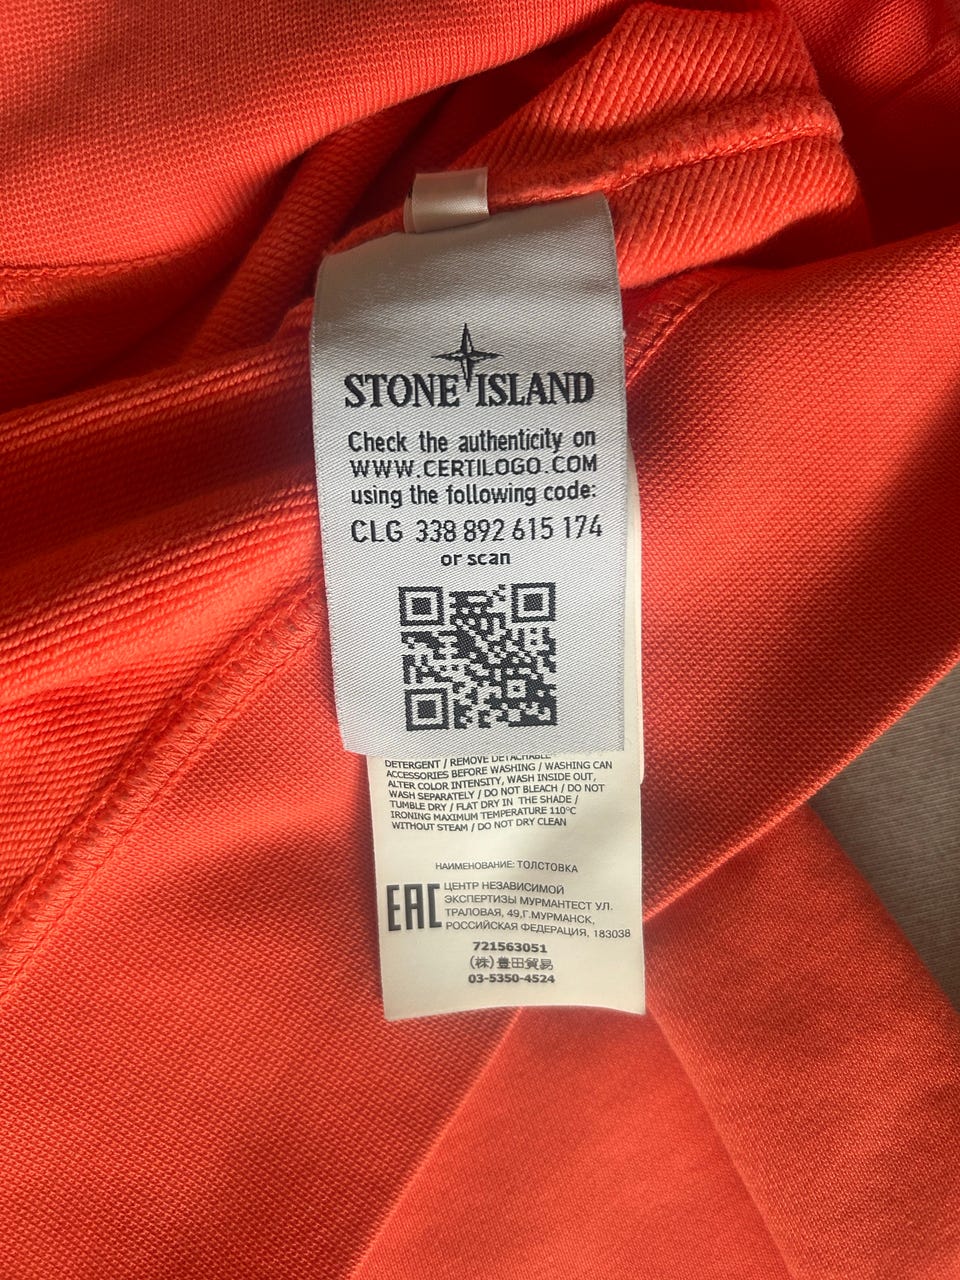 STONE ISLAND
Check the authenticity on
WWW.CERTILOGO.COM
using the following code:
CLG 338 892 615 174
or scan
DETERGENT / REMOVE DETACHABLE
ACCESSORIES BEFORE WASHING / WASHING CAN
ALTER COLOR INTENSITY, WASH INSIDE OUT,
WASH SEPARATELY / DO NOT BLEACH / DO NOT
TUMBLE DRY / FLAT DRY IN THE SHADE /
IRONING MAXIMUM TEMPERATURE 110°C
WITHOUT STEAM / DO NOT DRY CLEAN
НАИМЕНОВАНИЕ: ТОЛСТОВКА
EAC
ЦЕНТР НЕЗАВИСИМОЙ
ЭКСПЕРТИЗЫ МУРМАНТЕСТ УЛ.
ТРАЛОВАЯ, 49,Г.МУРМАНСК,
РОССИЙСКАЯ ФЕДЕРАЦИЯ, 183038
721563051
(株)豊田貿易
03-5350-4524